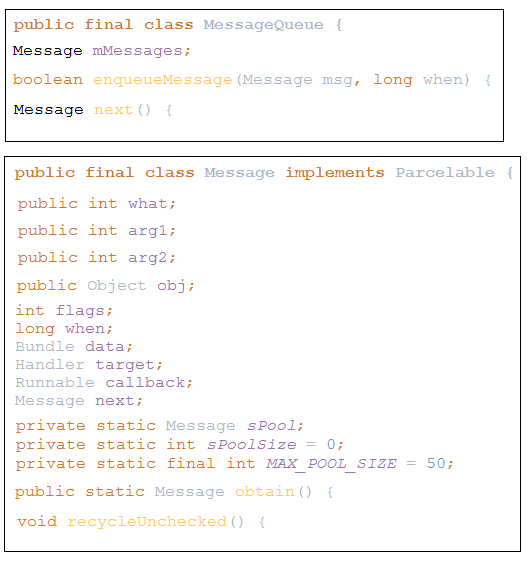 public final class MessageQueue {
Message mMessages;
boolean enqueueMessage(Message msg, long when) {
Message next() {
public final class Message implements Parcelable {
public int what;
public int arg1;
public int arg2;
public Object obj;
int flags;
long when;
Bundle data;
Handler target;
Runnable callback;
Message next;
private static Message sPool;
private static int sPoolSize = 0;
private static final int MAX_POOL_SIZE = 50;
public static Message obtain() {
void recycleUnchecked() {